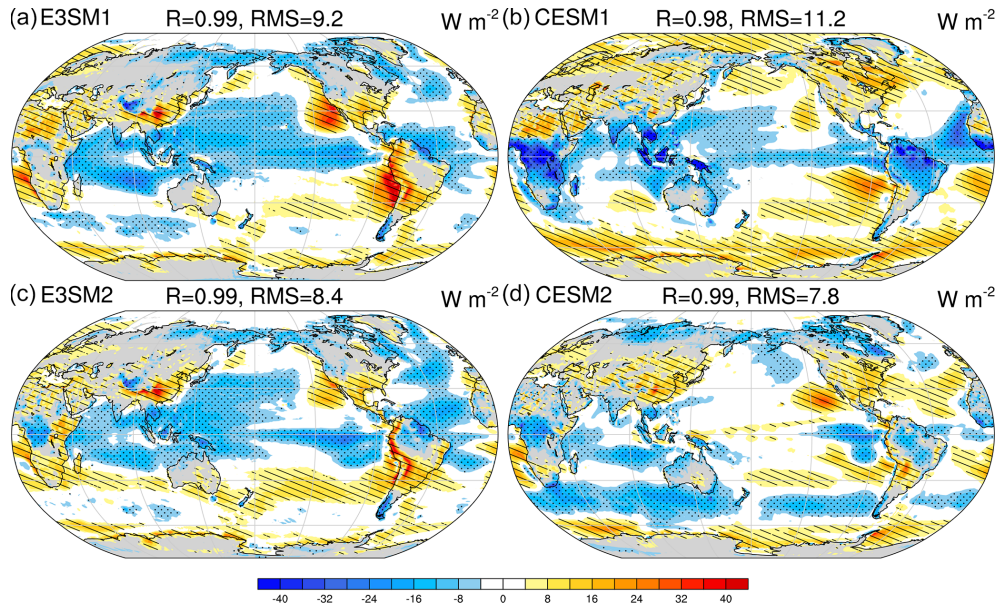 (a) E3SM1 R=0.99, RMS=9.2 W m-2
(b) CESM1 R=0.98, RMS=11.2 W m-2
(c) E3SM2 R=0.99, RMS=8.4 W m-2
(d) CESM2 R=0.99, RMS=7.8 W m-2
-40 -32 -24 -16 -8 0 8 16 24 32 40